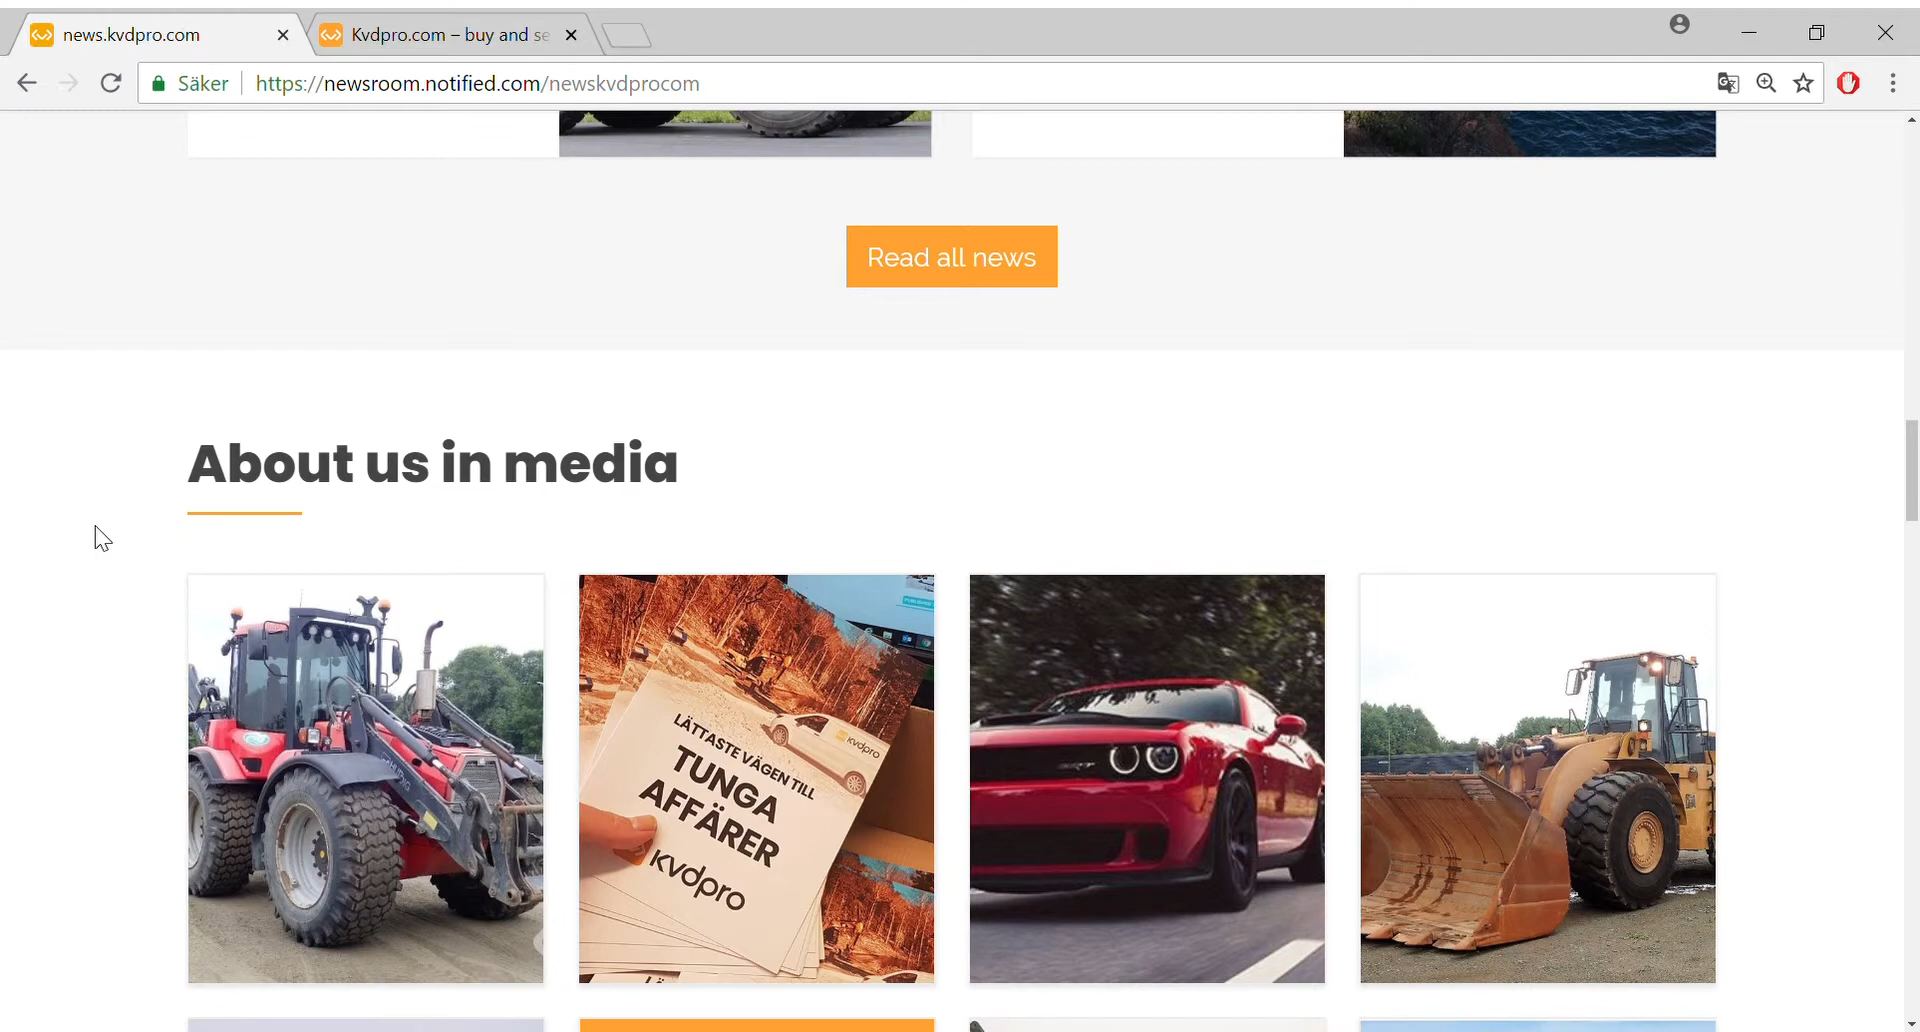 news.kvdpro.com
Kvdpro.com – buy and se
Säker
https://newsroom.notified.com/newskvdprocom
Read all news
About us in media
kvdpro
LÄTTASTE VÄGEN TILL
TUNGA
AFFÄRER
kvdpro